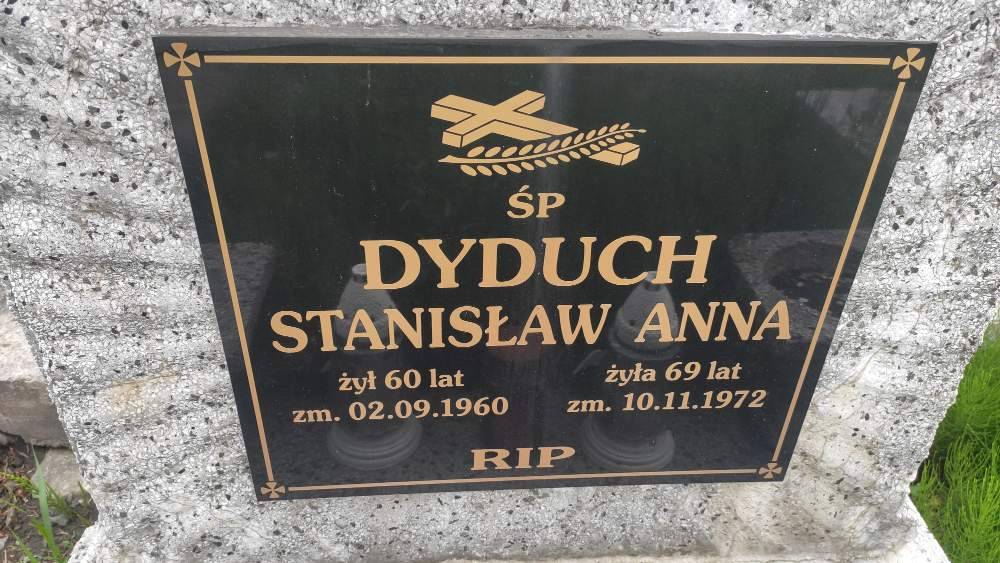 ŚP
DYDUCH
STANISŁAW ANNA
żył 60 lat żyła 69 lat
zm. 02.09.1960 zm. 10.11.1972
RIP